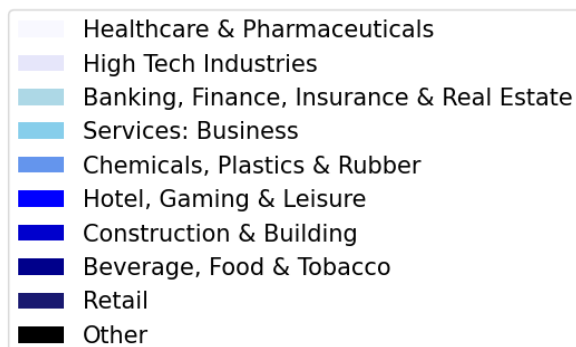 Healthcare & Pharmaceuticals
High Tech Industries
Banking, Finance, Insurance & Real Estate
Services: Business
Chemicals, Plastics & Rubber
Hotel, Gaming & Leisure
Construction & Building
Beverage, Food & Tobacco
Retail
Other